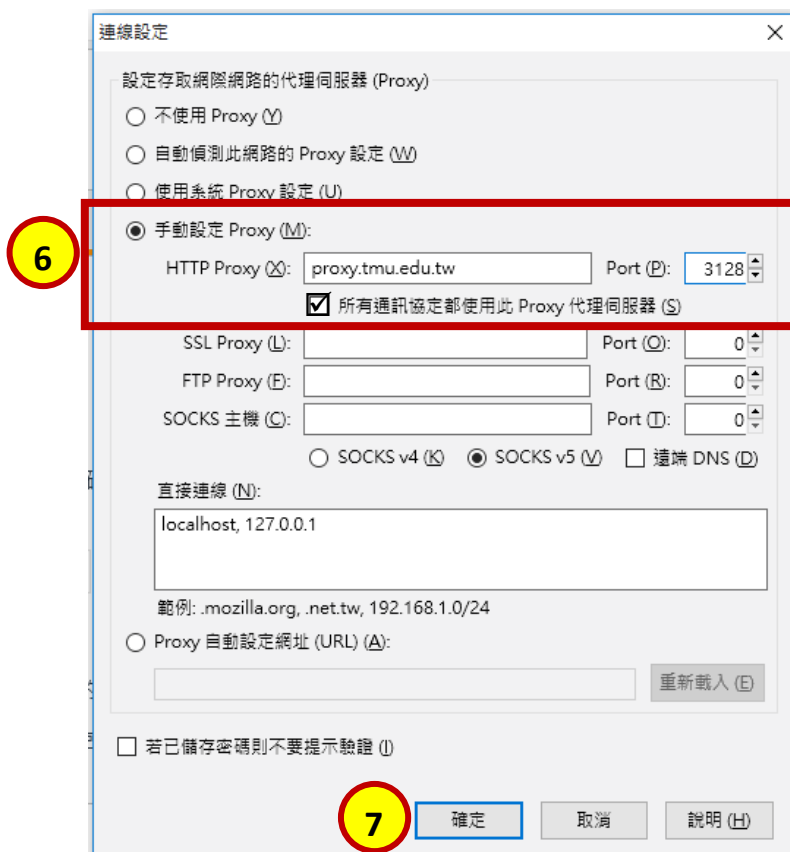 連線設定
設定存取網際網路的代理伺服器 (Proxy)
不使用 Proxy (Y)
自動偵測此網路的 Proxy 設定 (W)
使用系統 Proxy 設定 (U)
6
手動設定 Proxy (M):
HTTP Proxy (X): proxy.tmu.edu.tw Port (P): 3128
所有通訊協定都使用此 Proxy 代理伺服器 (S)
SSL Proxy (L): Port (O): 0
FTP Proxy (F): Port (R): 0
SOCKS 主機 (C): Port (T): 0
SOCKS v4 (K) SOCKS v5 (V) 遠端 DNS (D)
直接連線 (N):
localhost, 127.0.0.1
範例: .mozilla.org, .net.tw, 192.168.1.0/24
Proxy 自動設定網址 (URL) (A):
重新載入 (E)
若已儲存密碼則不要提示驗證 (I)
7
確定 取消 說明 (H)